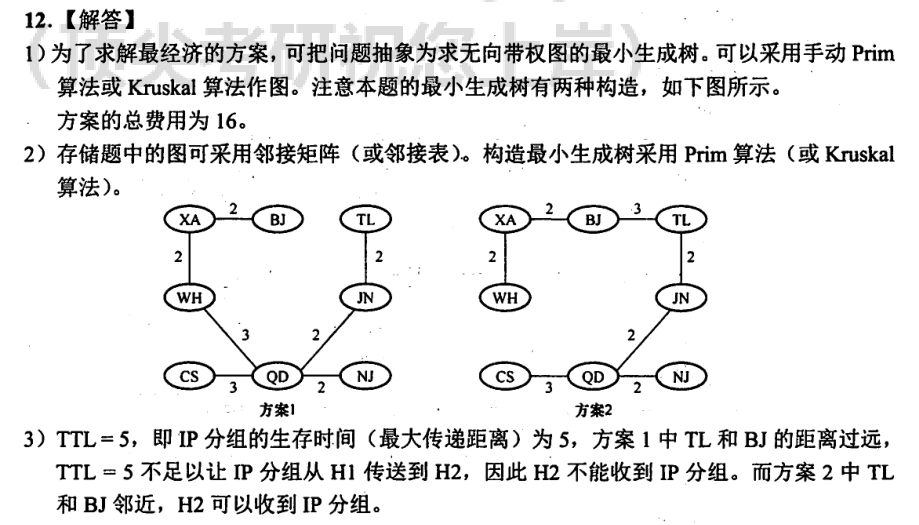 12.【解答】
1）为了求解最经济的方案，可把问题抽象为求无向带权图的最小生成树。可以采用手动 Prim
算法或 Kruskal 算法作图。注意本题的最小生成树有两种构造，如下图所示。
方案的总费用为 16。
2）存储题中的图可采用邻接矩阵（或邻接表）。构造最小生成树采用 Prim 算法（或 Kruskal
算法）。
XA 2 BJ TL XA 2 BJ 3 TL
2 2 2 2
WH JN WH JN
3 2 2
CS 3 QD 2 NJ CS 3 QD 2 NJ
方案1 方案2
3）TTL = 5，即 IP 分组的生存时间（最大传递距离）为 5，方案 1 中 TL 和 BJ 的距离过远，
TTL = 5 不足以让 IP 分组从 H1 传送到 H2，因此 H2 不能收到 IP 分组。而方案 2 中 TL
和 BJ 邻近，H2 可以收到 IP 分组。